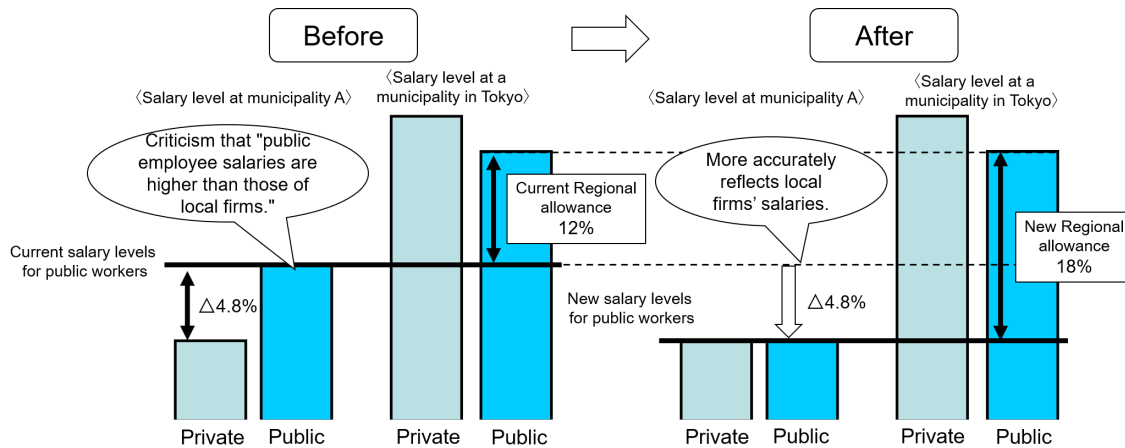 Before
After
〈Salary level at municipality A〉
〈Salary level at a
municipality in Tokyo〉
Criticism that "public
employee salaries are
higher than those of
local firms."
Current Regional
allowance
12%
Current salary levels
for public workers
△4.8%
Private
Public
Private
Public
〈Salary level at municipality A〉
〈Salary level at a
municipality in Tokyo〉
More accurately
reflects local
firms’ salaries.
New Regional
allowance
18%
New salary levels
for public workers
△4.8%
Private
Public
Private
Public